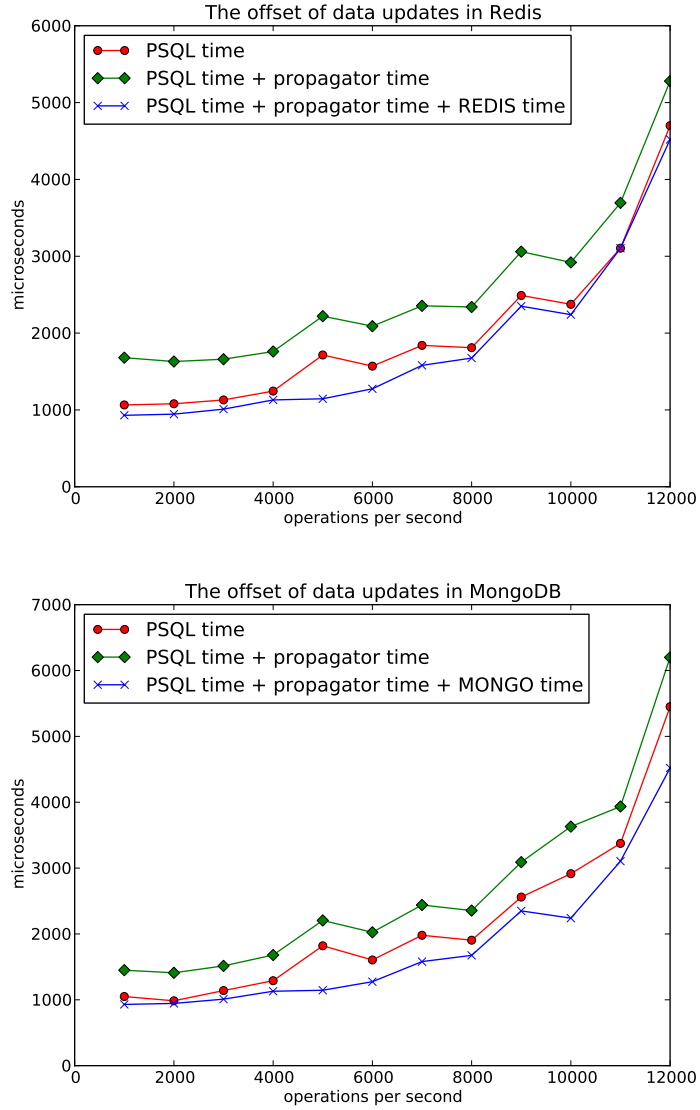 The offset of data updates in Redis
6000
5000
4000
3000
2000
1000
0
microseconds
PSQL time
PSQL time + propagator time
PSQL time + propagator time + REDIS time
0 2000 4000 6000 8000 10000 12000
operations per second
The offset of data updates in MongoDB
7000
6000
5000
4000
3000
2000
1000
0
microseconds
PSQL time
PSQL time + propagator time
PSQL time + propagator time + MONGO time
0 2000 4000 6000 8000 10000 12000
operations per second